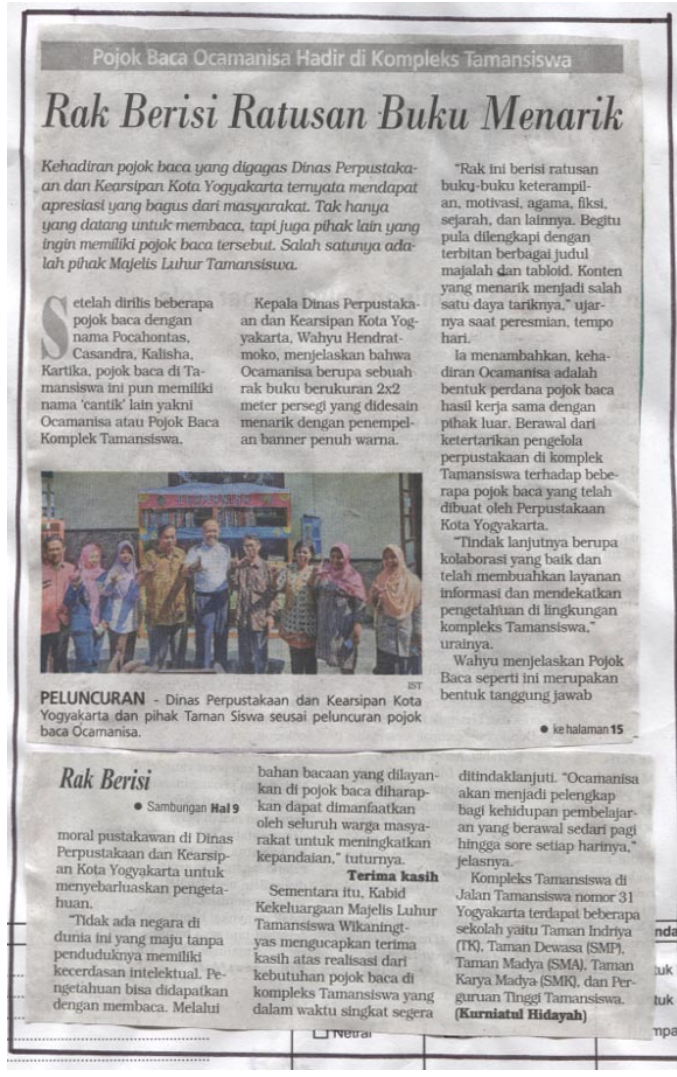 Pojok Baca Ocamanisa Hadir di Kompleks Tamansiswa
Rak Berisi Ratusan Buku Menarik
Kehadiran pojok baca yang digagas Dinas Perpustaka-
an dan Kearsipan Kota Yogyakarta ternyata mendapat
apresiasi yang bagus dari masyarakat. Tak hanya
yang datang untuk membaca, tapi juga pihak lain yang
ingin memiliki pojok baca tersebut. Salah satunya ada-
lah pihak Majelis Luhur Tamansiswa.
Setelah dirilis beberapa
pojok baca dengan
nama Pocahontas,
Casandra, Kalisha,
Kartika, pojok baca di Ta-
mansiswa ini pun memiliki
nama 'cantik' lain yakni
Ocamanisa atau Pojok Baca
Komplek Tamansiswa.
Kepala Dinas Perpustaka-
an dan Kearsipan Kota Yog-
yakarta, Wahyu Hendrat-
moko, menjelaskan bahwa
Ocamanisa berupa sebuah
rak buku berukuran 2x2
meter persegi yang didesain
menarik dengan penempel-
an banner penuh warna.
"Rak ini berisi ratusan
buku-buku keterampil-
an, motivasi, agama, fiksi,
sejarah, dan lainnya. Begitu
pula dilengkapi dengan
terbitan berbagai judul
majalah dan tabloid. Konten
yang menarik menjadi salah
satu daya tariknya," ujar-
nya saat peresmian, tempo
hari.
Ia menambahkan, keha-
diran Ocamanisa adalah
bentuk perdana pojok baca
hasil kerja sama dengan
pihak luar. Berawal dari
ketertarikan pengelola
perpustakaan di komplek
Tamansiswa terhadap bebe-
rapa pojok baca yang telah
dibuat oleh Perpustakaan
Kota Yogyakarta.
"Tindak lanjutnya berupa
kolaborasi yang baik dan
telah membuahkan layanan
informasi dan mendekatkan
pengetahuan di lingkungan
kompleks Tamansiswa,"
urainya.
Wahyu menjelaskan Pojok
Baca seperti ini merupakan
bentuk tanggung jawab
● ke halaman 15
IST
PELUNCURAN - Dinas Perpustakaan dan Kearsipan Kota
Yogyakarta dan pihak Taman Siswa seusai peluncuran pojok
baca Ocamanisa.
Rak Berisi
● Sambungan Hal 9
moral pustakawan di Dinas
Perpustakaan dan Kearsip-
an Kota Yogyakarta untuk
menyebarluaskan pengeta-
huan.
"Tidak ada negara di
dunia ini yang maju tanpa
penduduknya memiliki
kecerdasan intelektual. Pe-
ngetahuan bisa didapatkan
dengan membaca. Melalui
bahan bacaan yang dilayan-
kan di pojok baca diharap-
kan dapat dimanfaatkan
oleh seluruh warga masya-
rakat untuk meningkatkan
kepandaian," tuturnya.
Terima kasih
Sementara itu, Kabid
Kekeluargaan Majelis Luhur
Tamansiswa Wikaningt-
yas mengucapkan terima
kasih atas realisasi dari
kebutuhan pojok baca di
kompleks Tamansiswa yang
dalam waktu singkat segera
ditindaklanjuti. "Ocamanisa
akan menjadi pelengkap
bagi kehidupan pembelajar-
an yang berawal sedari pagi
hingga sore setiap harinya,"
jelasnya.
Kompleks Tamansiswa di
Jalan Tamansiswa nomor 31
Yogyakarta terdapat beberapa
sekolah yaitu Taman Indriya
(TK), Taman Dewasa (SMP),
Taman Madya (SMA), Taman
Karya Madya (SMK), dan Per-
guruan Tinggi Tamansiswa.
(Kurniatul Hidayah)
Netral